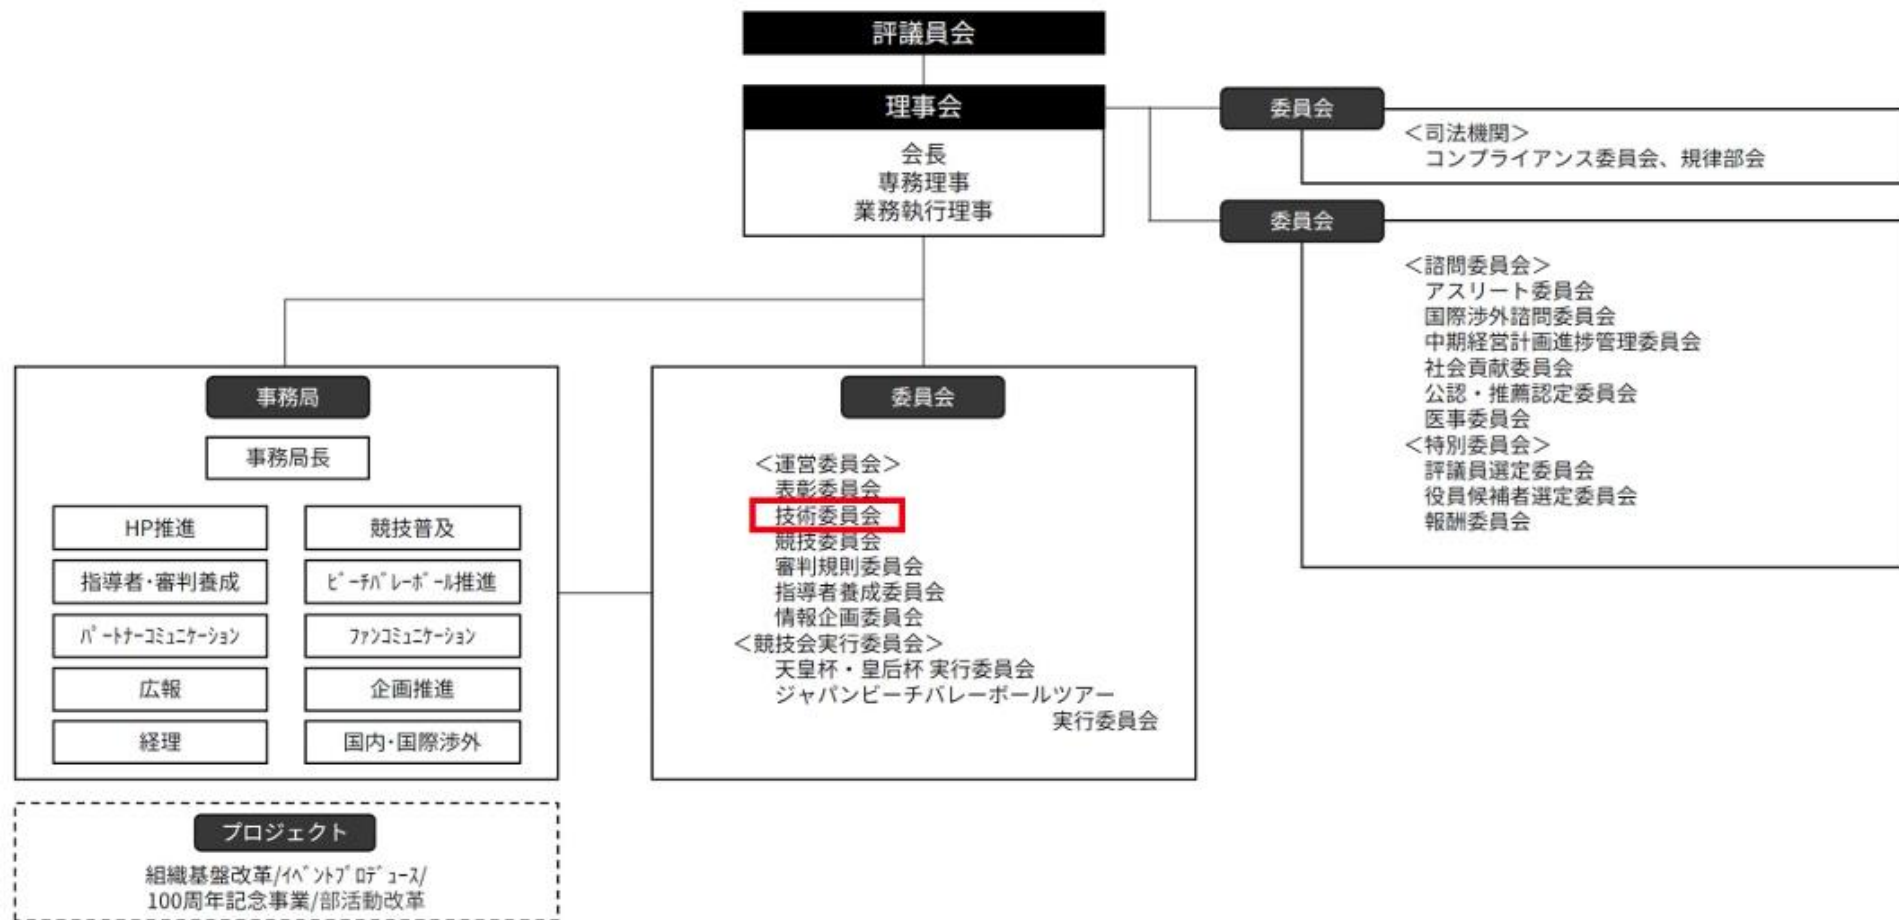 評議員会
理事会
会長
専務理事
業務執行理事
委員会
＜司法機関＞
コンプライアンス委員会、規律部会
委員会
＜諮問委員会＞
アスリート委員会
国際渉外諮問委員会
中期経営計画進捗管理委員会
社会貢献委員会
公認・推薦認定委員会
医事委員会
＜特別委員会＞
評議員選定委員会
役員候補者選定委員会
報酬委員会
事務局
事務局長
HP推進
競技普及
指導者･審判養成
ﾋﾞｰﾁﾊﾞﾚｰﾎﾞｰﾙ推進
ﾊﾟｰﾄﾅｰｺﾐｭﾆｹｰｼｮﾝ
ﾌｧﾝｺﾐｭﾆｹｰｼｮﾝ
広報
企画推進
経理
国内･国際渉外
委員会
＜運営委員会＞
表彰委員会
技術委員会
競技委員会
審判規則委員会
指導者養成委員会
情報企画委員会
＜競技会実行委員会＞
天皇杯・皇后杯 実行委員会
ジャパンビーチバレーボールツアー
実行委員会
プロジェクト
組織基盤改革/ｲﾍﾞﾝﾄﾌﾟﾛﾃﾞｭｰｽ/
100周年記念事業/部活動改革